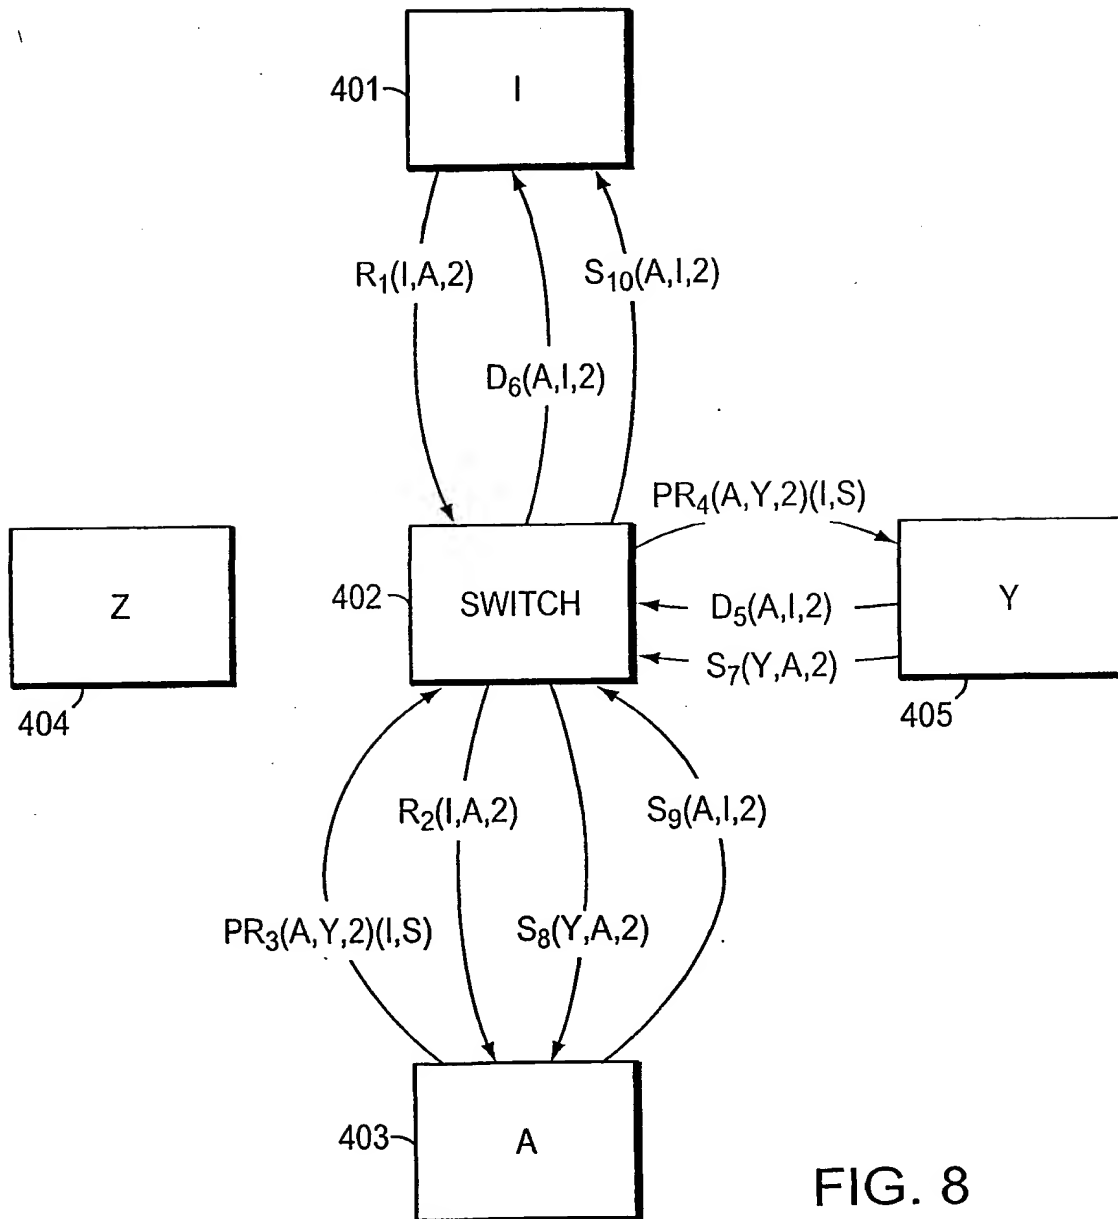 I
401
R₁(I,A,2)
S₁₀(A,I,2)
D₆(A,I,2)
PR₄(A,Y,2)(I,S)
Z
402
SWITCH
D₅(A,I,2)
Y
S₇(Y,A,2)
404
405
R₂(I,A,2)
S₉(A,I,2)
PR₃(A,Y,2)(I,S)
S₈(Y,A,2)
403
A
FIG. 8